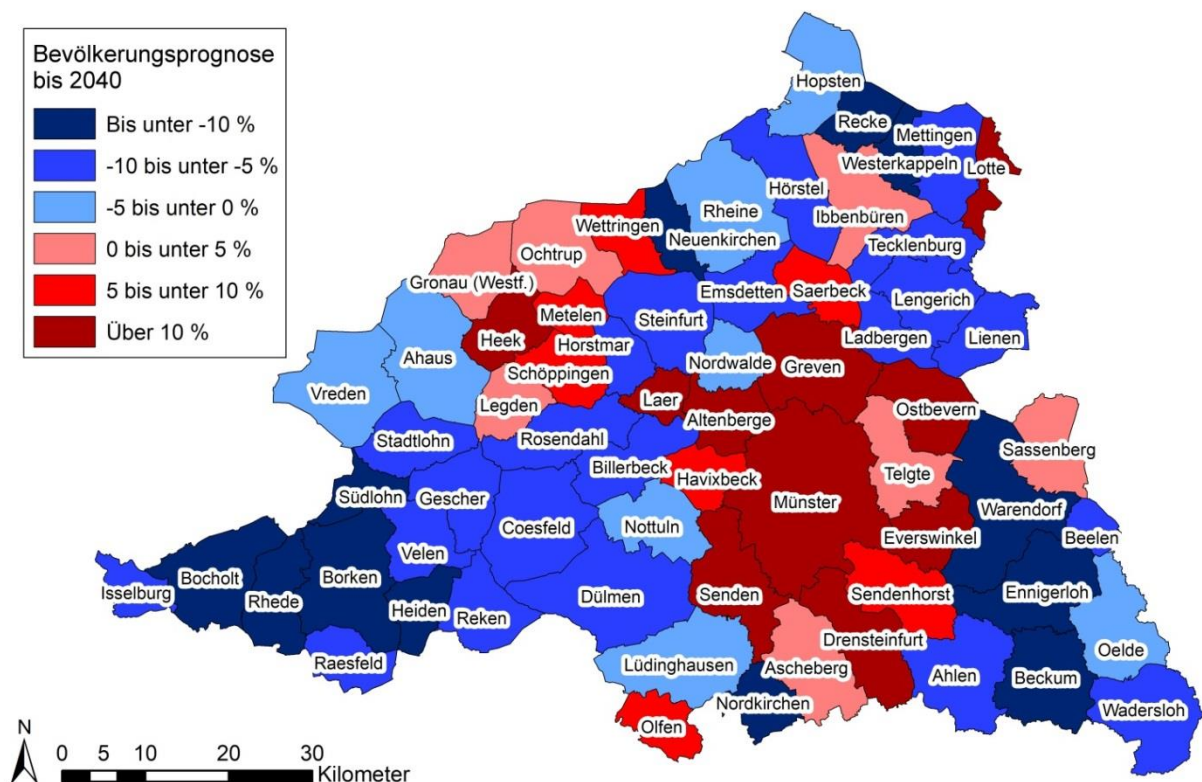 Bevölkerungsprognose
bis 2040
Bis unter -10 %
-10 bis unter -5 %
-5 bis unter 0 %
0 bis unter 5 %
5 bis unter 10 %
Über 10 %
Hopsten
Recke
Mettingen
Westerkappeln
Lotte
Hörstel
Ibbenbüren
Rheine
Wettringen
Neuenkirchen
Tecklenburg
Ochtrup
Gronau (Westf.)
Emsdetten
Saerbeck
Lengerich
Metelen
Steinfurt
Heek
Horstmar
Ladbergen
Lienen
Ahaus
Nordwalde
Greven
Schöppingen
Vreden
Legden
Laer
Ostbevern
Altenberge
Stadtlohn
Rosendahl
Sassenberg
Billerbeck
Havixbeck
Telgte
Südlohn
Gescher
Münster
Warendorf
Coesfeld
Nottuln
Everswinkel
Beelen
Velen
Bocholt
Borken
Isselburg
Rhede
Heiden
Reken
Dülmen
Senden
Sendenhorst
Ennigerloh
Drensteinfurt
Raesfeld
Lüdinghausen
Ascheberg
Oelde
Ahlen
Beckum
Nordkirchen
Wadersloh
Olfen
N
0 5 10 20 30
Kilometer